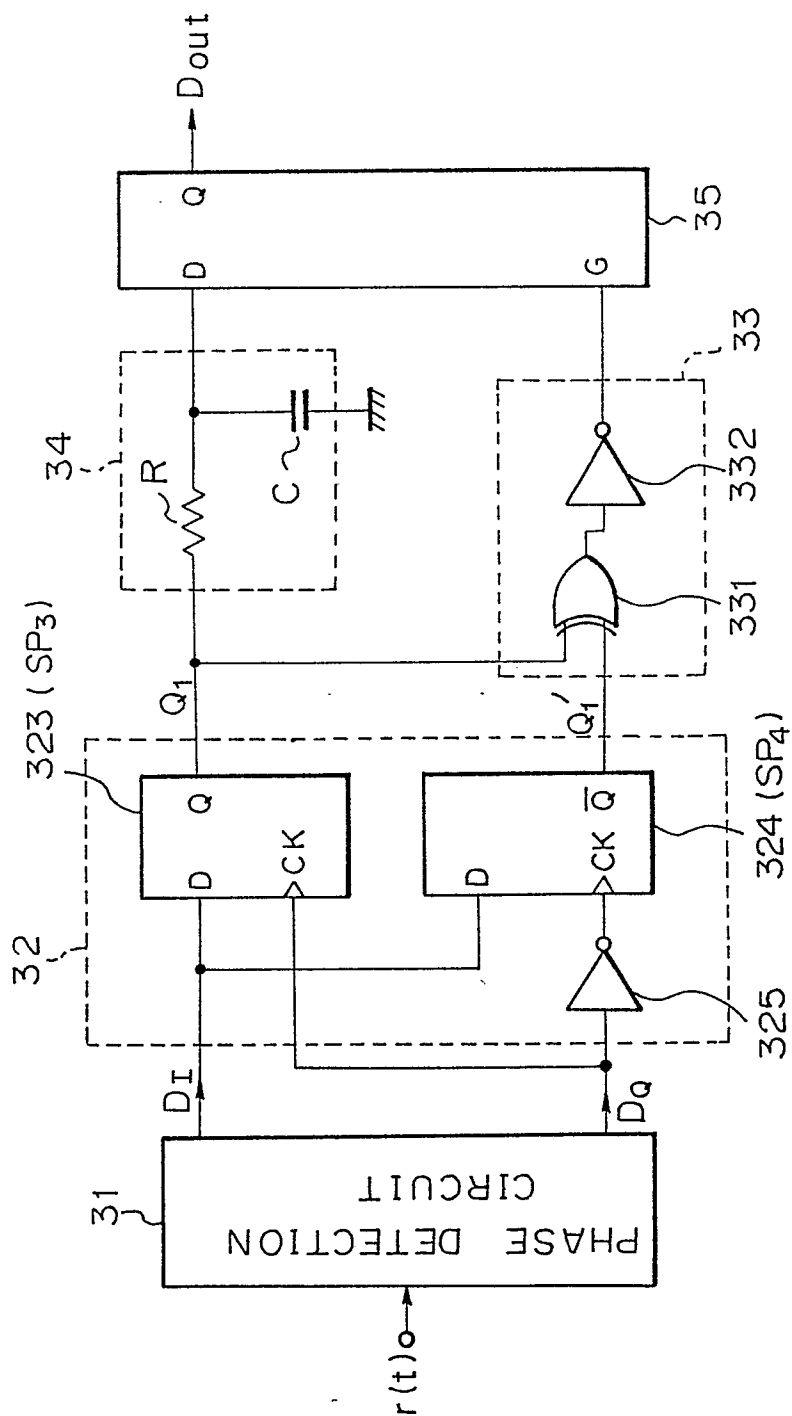 r(t)
31
PHASE DETECTION
CIRCUIT
DI
DQ
32
323 (SP3)
D
Q
CK
D
Q̅
CK
324 (SP4)
325
Q1
Q1'
34
R
C
33
331
332
D
Q
G
35
Dout